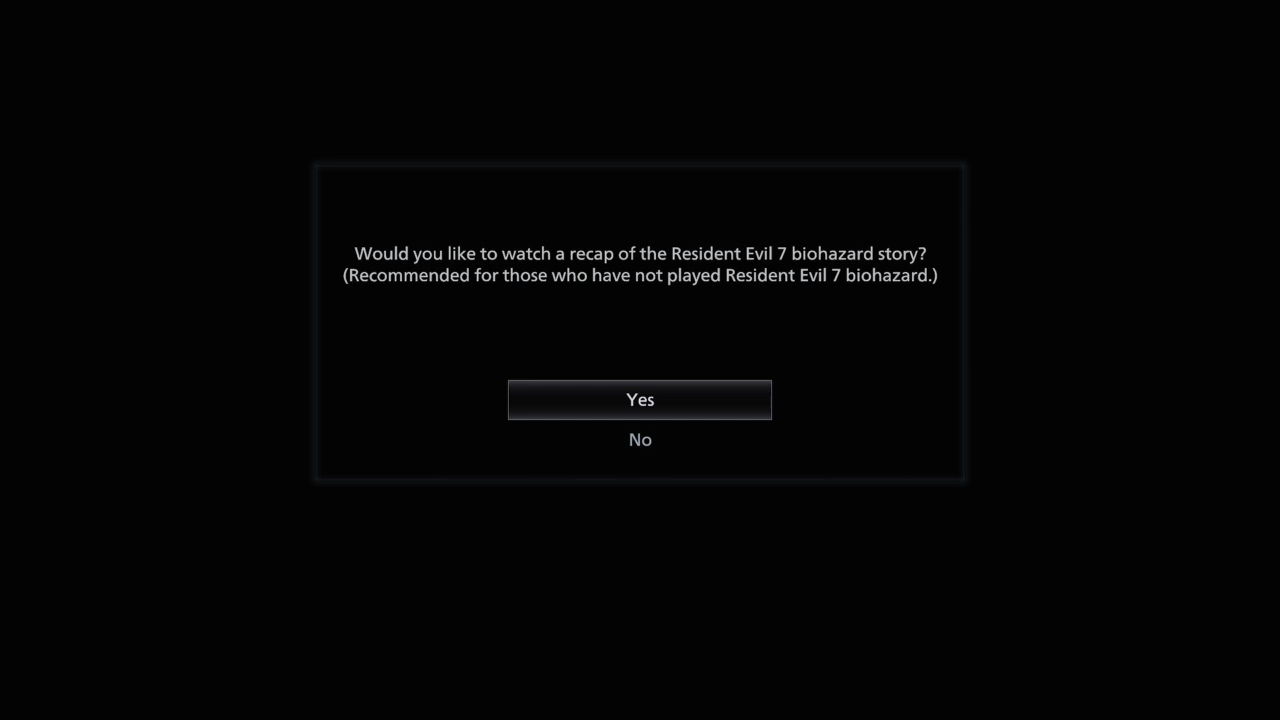 Would you like to watch a recap of the Resident Evil 7 biohazard story?
(Recommended for those who have not played Resident Evil 7 biohazard.)
Yes
No